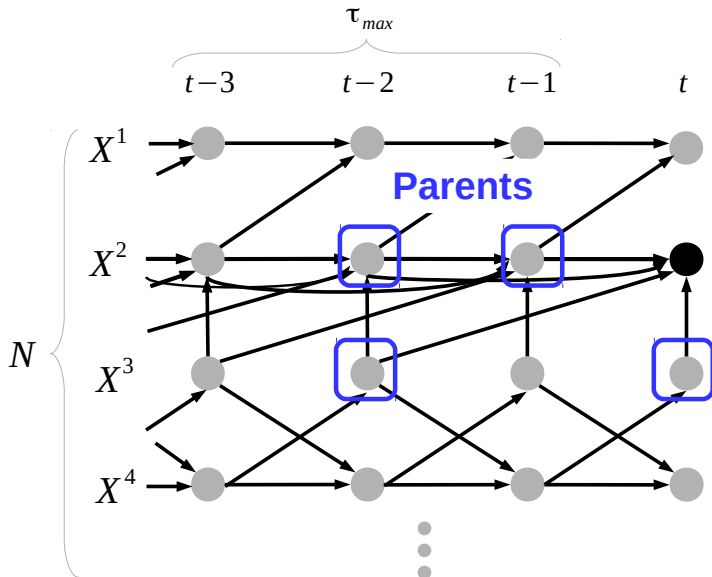 τmax
t−3 t−2 t−1 t
X¹
Parents
X²
N
X³
X⁴